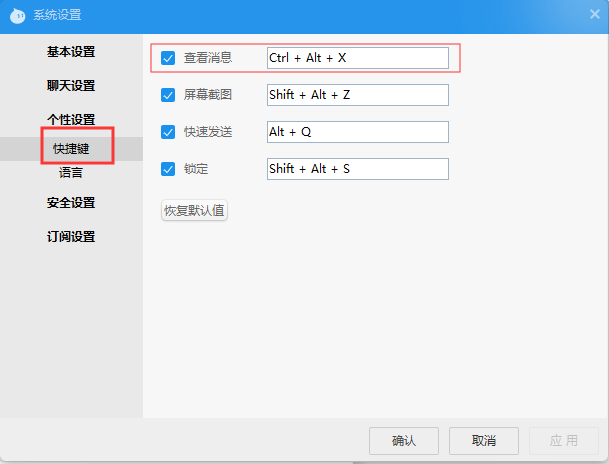 系统设置
基本设置
聊天设置
个性设置
快捷键
语言
安全设置
订阅设置
查看消息 Ctrl + Alt + X
屏幕截图 Shift + Alt + Z
快速发送 Alt + Q
锁定 Shift + Alt + S
恢复默认值
确认 取消 应用